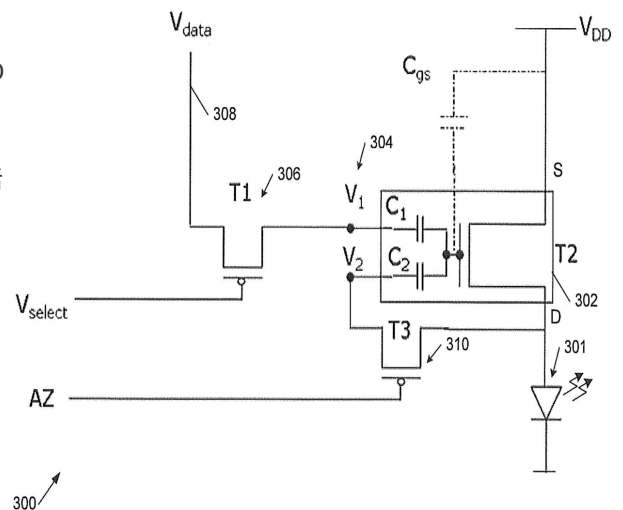 V_data
V_DD
C_gs
308
304
306
S
T1
V_1
C_1
V_2
C_2
T2
302
V_select
T3
D
310
301
AZ
300